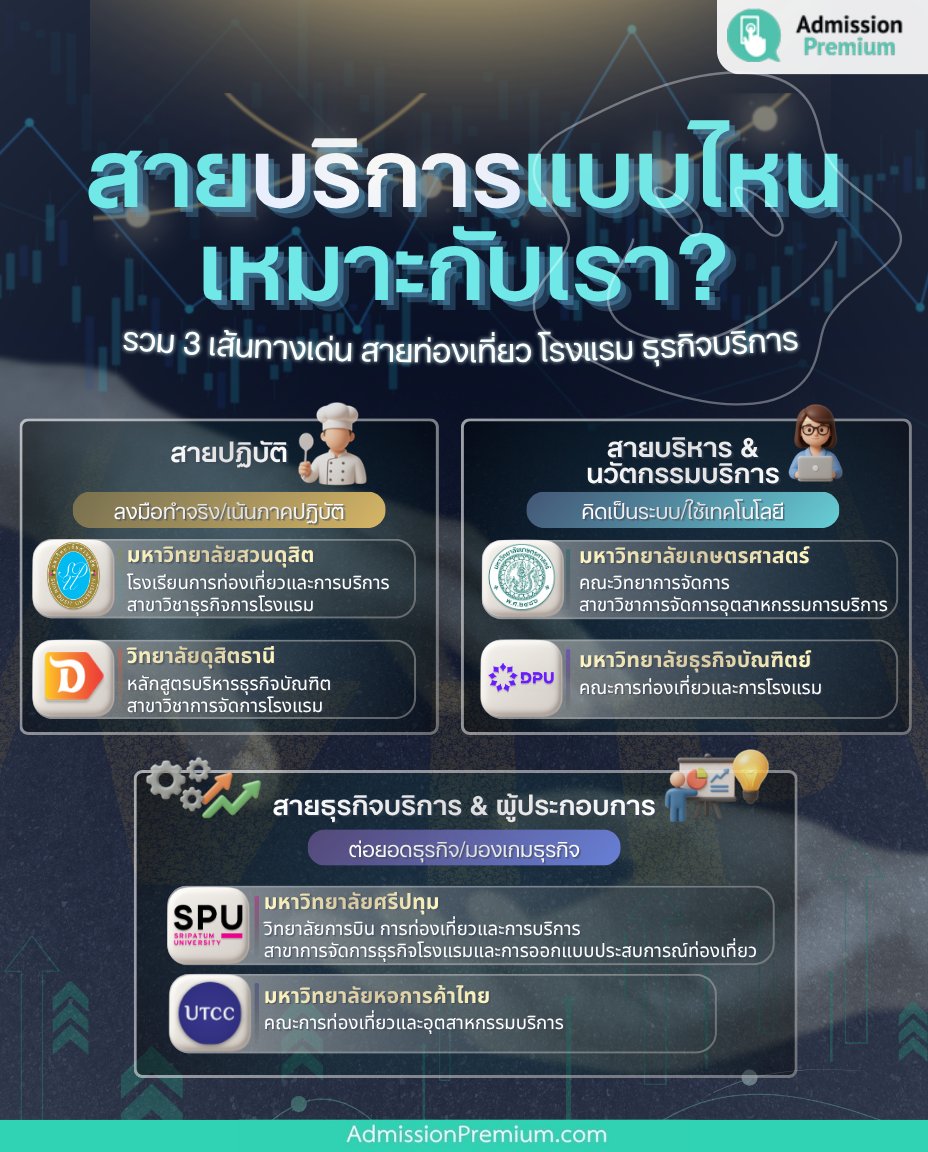 Admission
Premium
สายบริการแบบไหน
เหมาะกับเรา?
รวม 3 เส้นทางเด่น สายท่องเที่ยว โรงแรม ธุรกิจบริการ
สายปฏิบัติ
ลงมือทำจริง/เน้นภาคปฏิบัติ
มหาวิทยาลัยสวนดุสิต
โรงเรียนการท่องเที่ยวและการบริการ
สาขาวิชาธุรกิจการโรงแรม
วิทยาลัยดุสิตธานี
หลักสูตรบริหารธุรกิจบัณฑิต
สาขาวิชาการจัดการโรงแรม
สายบริหาร &
นวัตกรรมบริการ
คิดเป็นระบบ/ใช้เทคโนโลยี
มหาวิทยาลัยเกษตรศาสตร์
คณะวิทยาการจัดการ
สาขาวิชาการจัดการอุตสาหกรรมการบริการ
DPU
มหาวิทยาลัยธุรกิจบัณฑิตย์
คณะการท่องเที่ยวและการโรงแรม
สายธุรกิจบริการ & ผู้ประกอบการ
ต่อยอดธุรกิจ/มองเกมธุรกิจ
SPU
SRIPATUM
UNIVERSITY
มหาวิทยาลัยศรีปทุม
วิทยาลัยการบิน การท่องเที่ยวและการบริการ
สาขาการจัดการธุรกิจโรงแรมและการออกแบบประสบการณ์ท่องเที่ยว
UTCC
มหาวิทยาลัยหอการค้าไทย
คณะการท่องเที่ยวและอุตสาหกรรมบริการ
AdmissionPremium.com